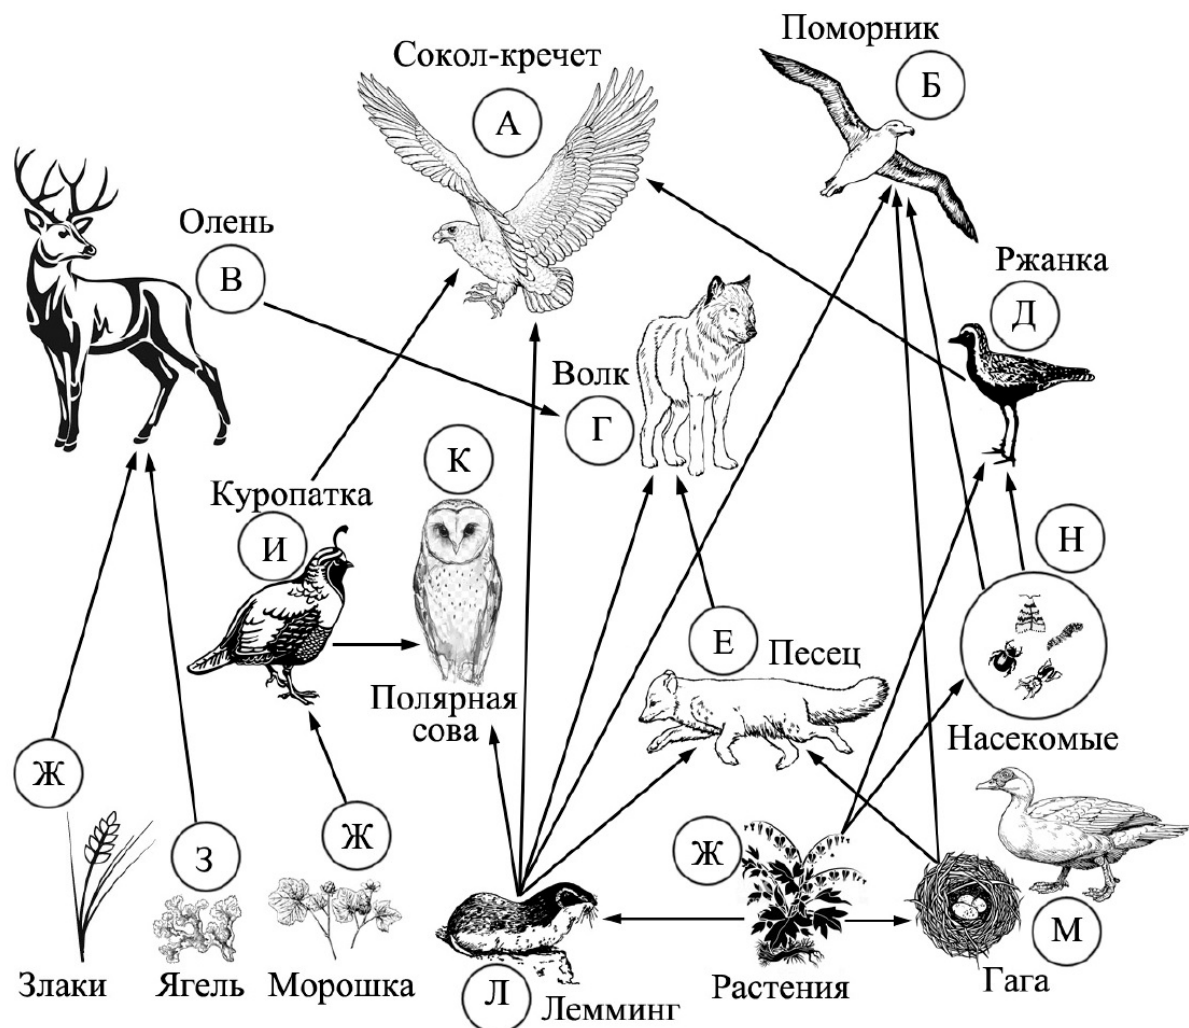 Поморник
Б
Сокол-кречет
А
Олень
В
Ржанка
Д
Волк
Г
К
Куропатка
И
Н
Е
Песец
Полярная
сова
Насекомые
Ж
З
Ж
Ж
М
Злаки
Ягель
Морошка
Л
Лемминг
Растения
Гага